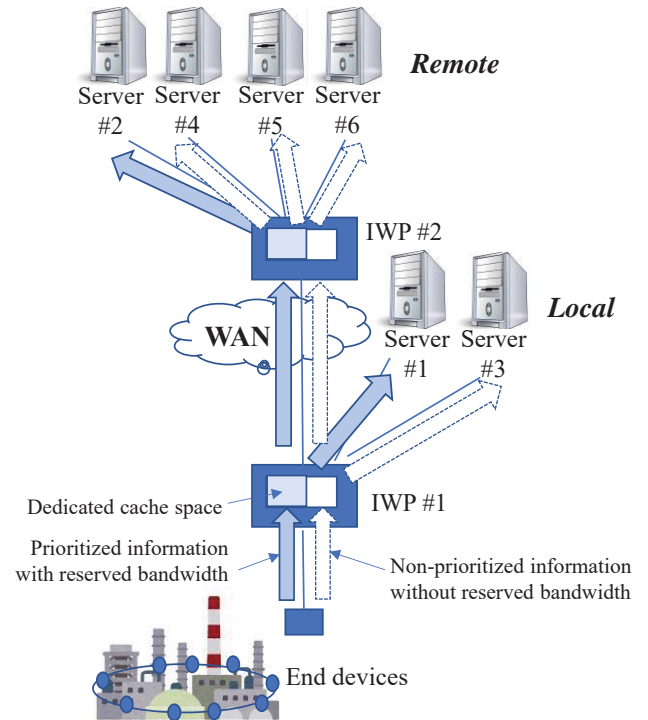 Remote
Server
#2
Server
#4
Server
#5
Server
#6
IWP #2
Local
WAN
Server
#1
Server
#3
Dedicated cache space
IWP #1
Prioritized information
with reserved bandwidth
Non-prioritized information
without reserved bandwidth
End devices